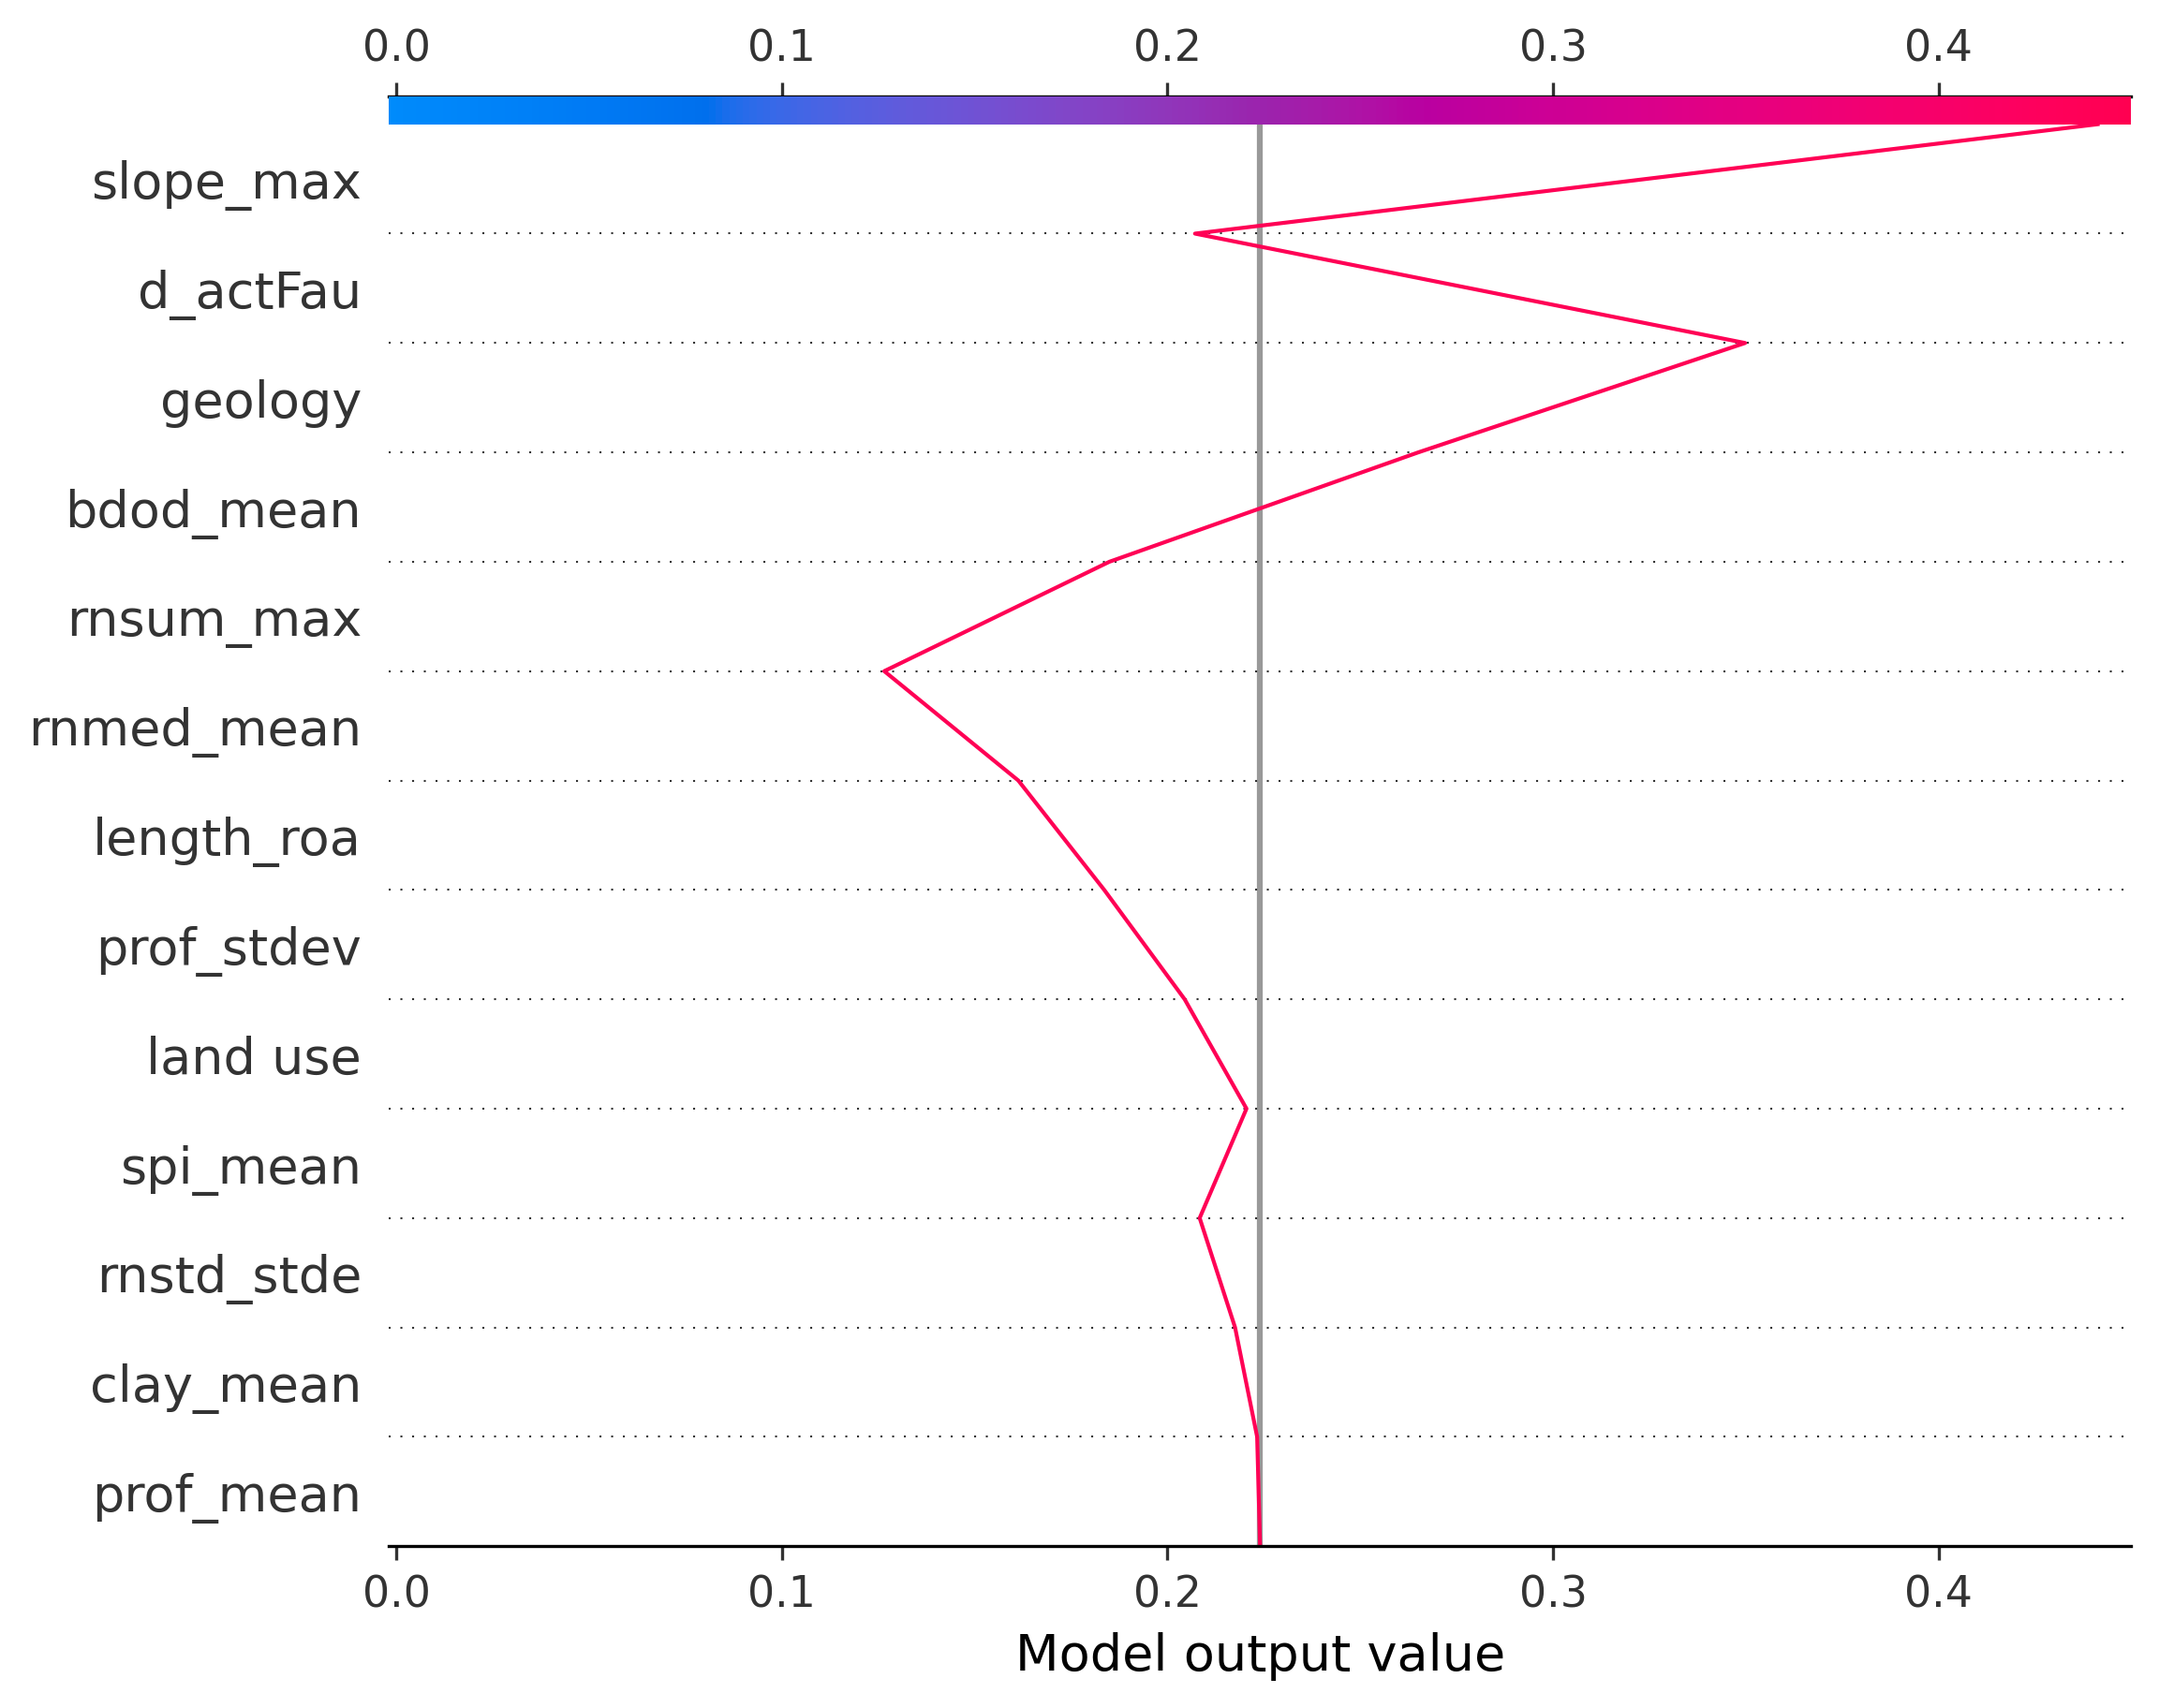 0.0 0.1 0.2 0.3 0.4
slope_max
d_actFau
geology
bdod_mean
rnsum_max
rnmed_mean
length_roa
prof_stdev
land use
spi_mean
rnstd_stde
clay_mean
prof_mean
0.0 0.1 0.2 0.3 0.4
Model output value